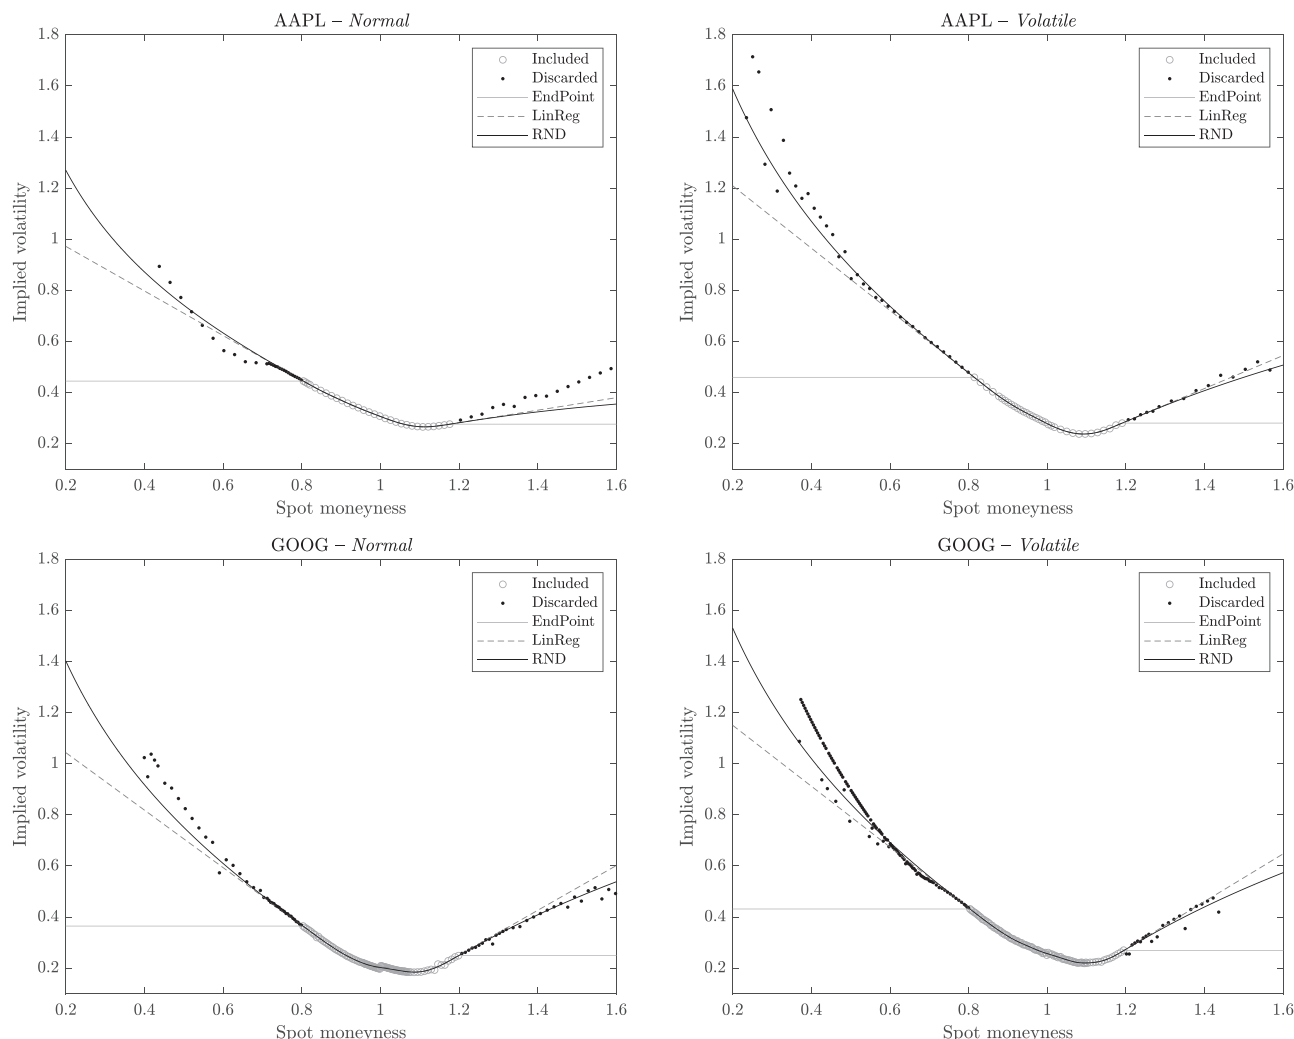 AAPL – Normal
1.8
1.6
1.4
1.2
1
0.8
0.6
0.4
0.2
Implied volatility
Included
Discarded
EndPoint
LinReg
RND
0.2 0.4 0.6 0.8 1 1.2 1.4 1.6
Spot moneyness
AAPL – Volatile
1.8
1.6
1.4
1.2
1
0.8
0.6
0.4
0.2
Implied volatility
Included
Discarded
EndPoint
LinReg
RND
0.2 0.4 0.6 0.8 1 1.2 1.4 1.6
Spot moneyness
GOOG – Normal
1.8
1.6
1.4
1.2
1
0.8
0.6
0.4
0.2
Implied volatility
Included
Discarded
EndPoint
LinReg
RND
0.2 0.4 0.6 0.8 1 1.2 1.4 1.6
Spot moneyness
GOOG – Volatile
1.8
1.6
1.4
1.2
1
0.8
0.6
0.4
0.2
Implied volatility
Included
Discarded
EndPoint
LinReg
RND
0.2 0.4 0.6 0.8 1 1.2 1.4 1.6
Spot moneyness